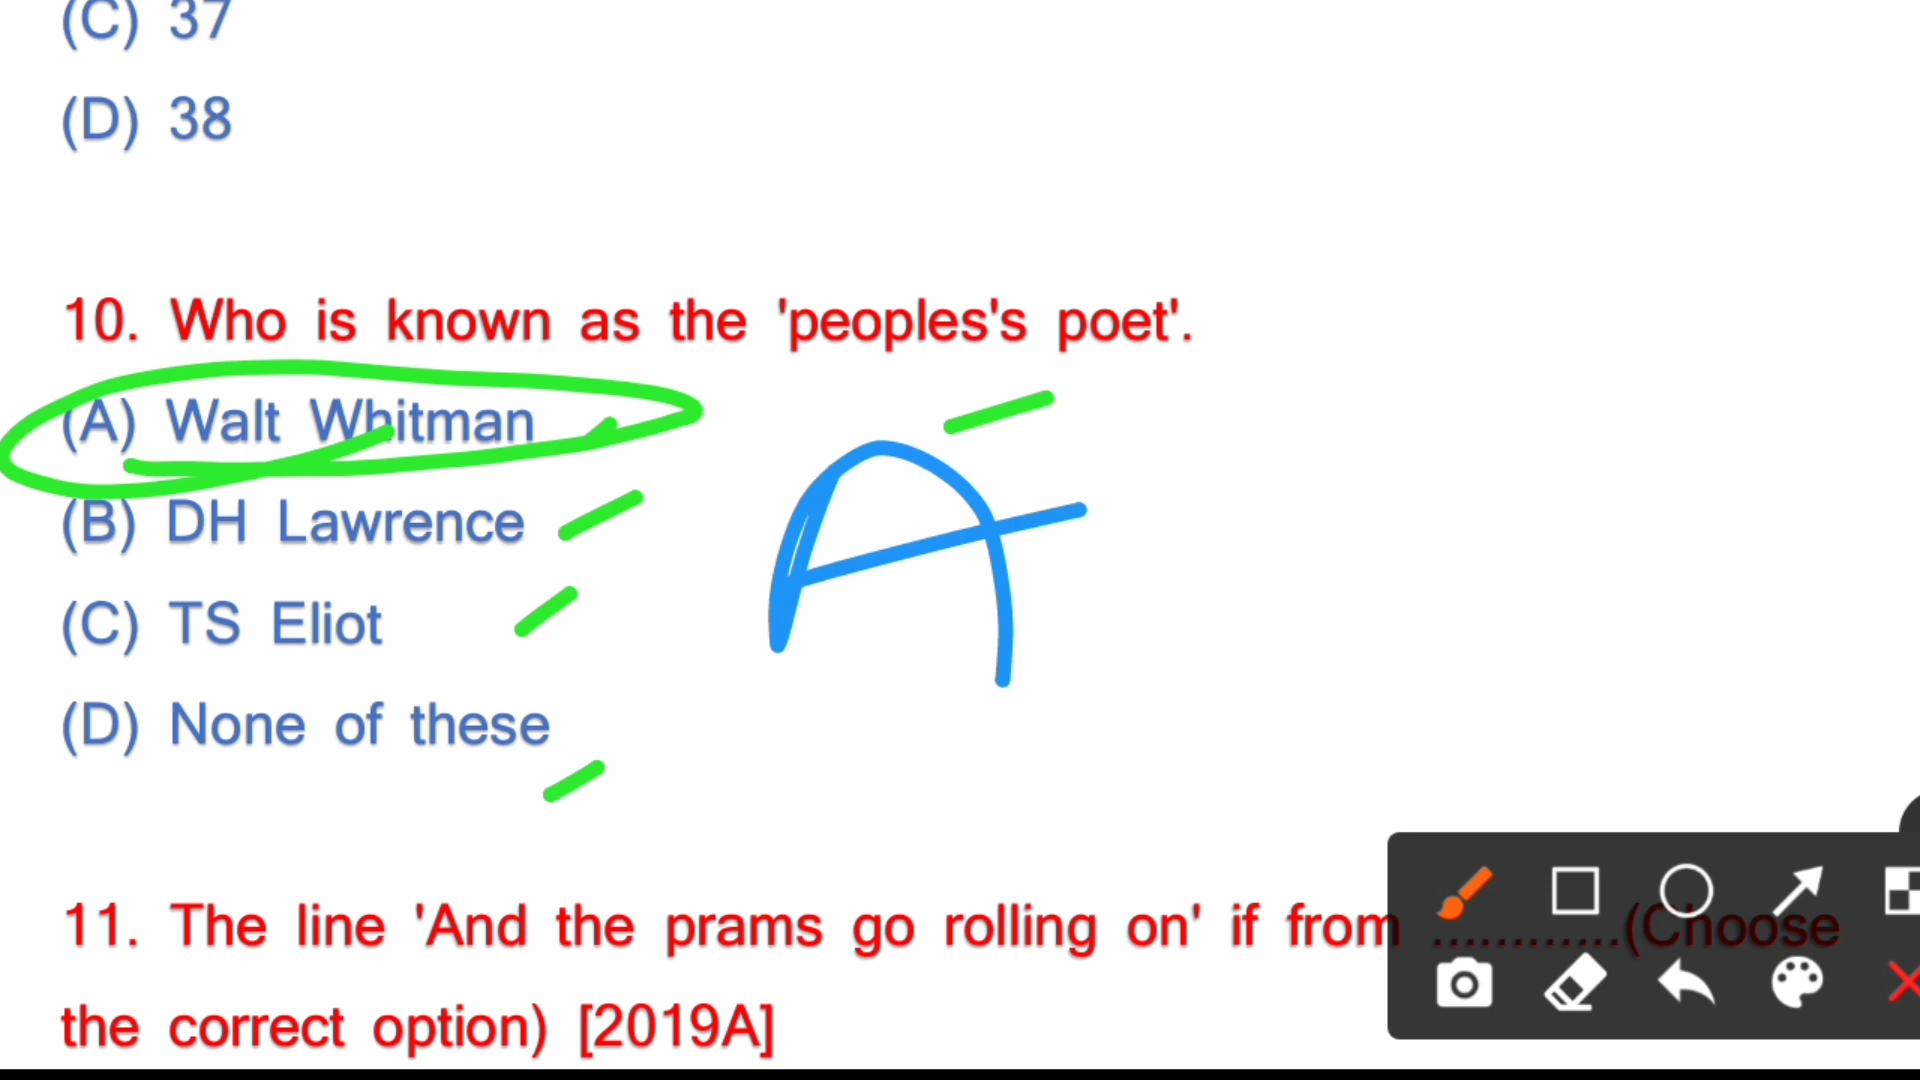 (C) 37
(D) 38
10. Who is known as the 'peoples's poet'.
(A) Walt Whitman
(B) DH Lawrence
(C) TS Eliot
(D) None of these
A
11. The line 'And the prams go rolling on' if from ............(Choose
the correct option) [2019A]